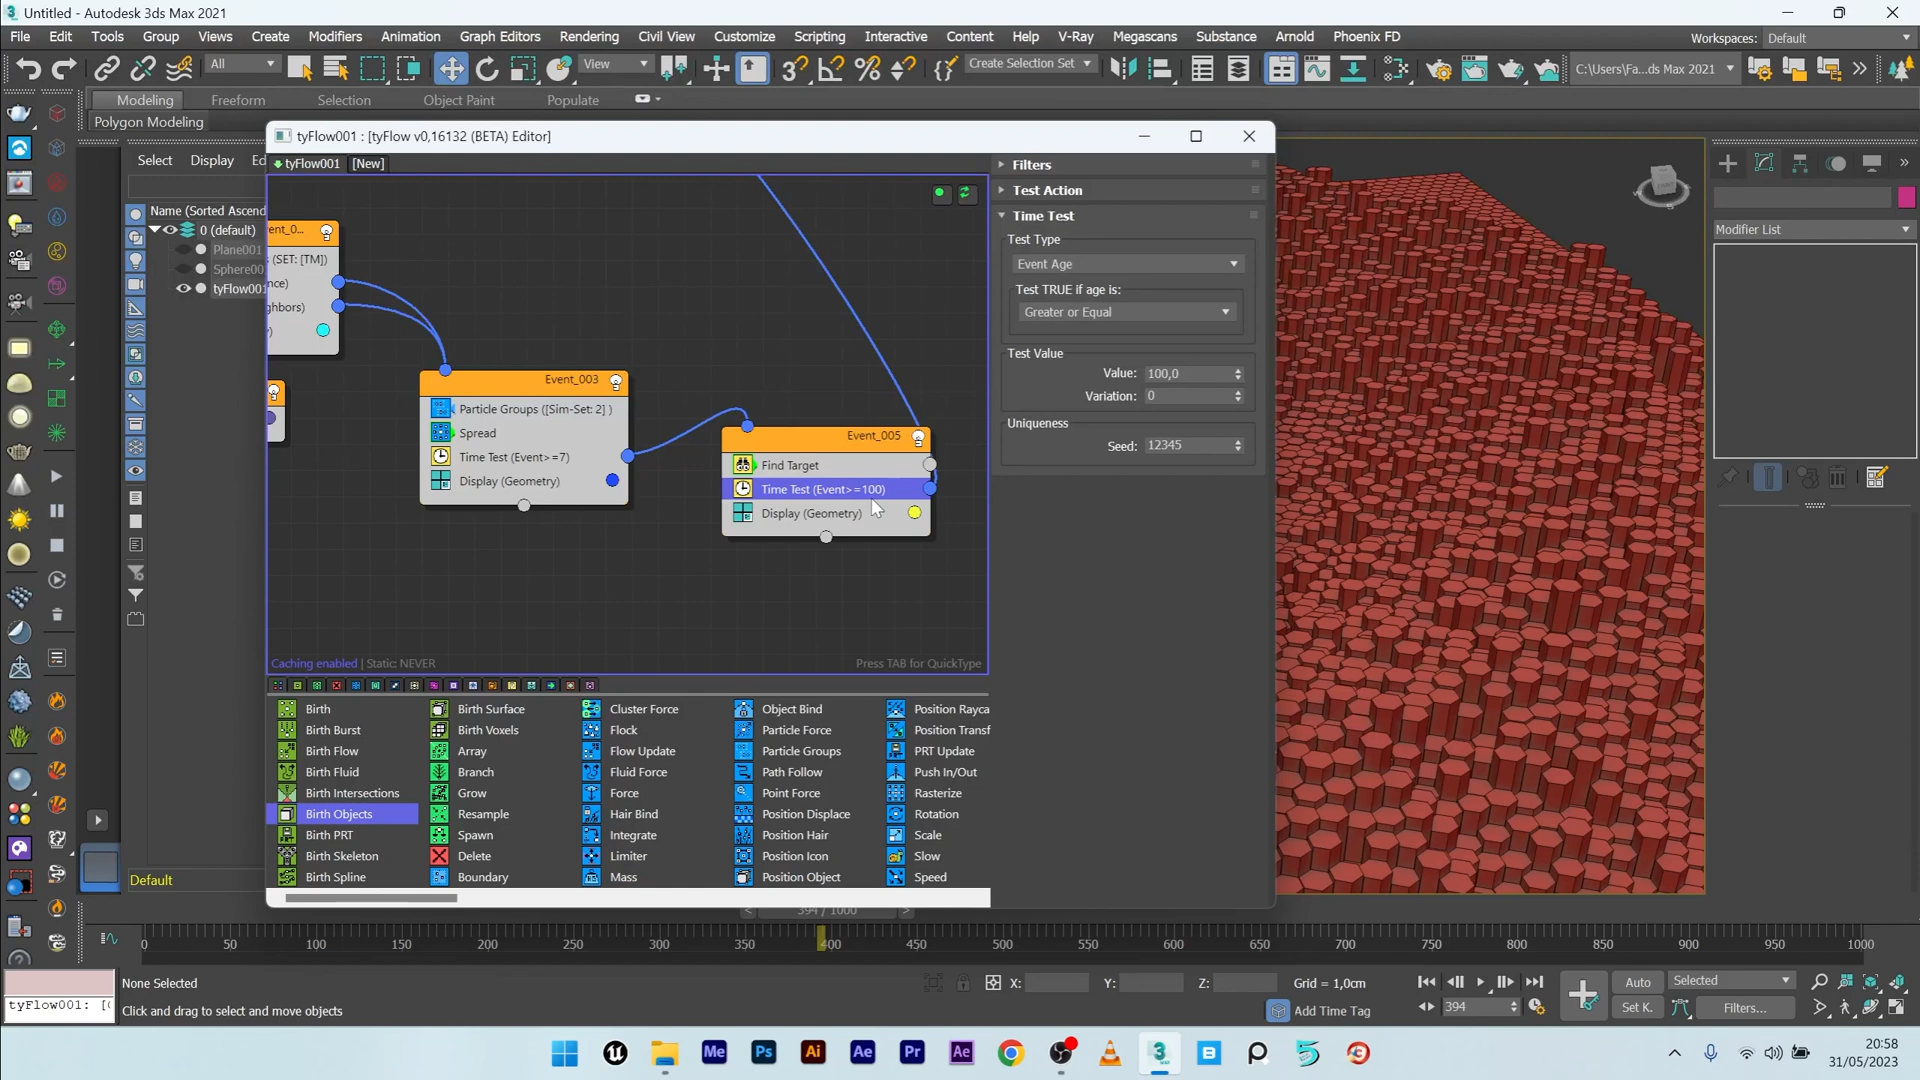 Untitled - Autodesk 3ds Max 2021
File Edit Tools Group Views Create Modifiers Animation Graph Editors Rendering Civil View Customize Scripting Interactive Content Help V-Ray Megascans Substance Arnold Phoenix FD
Workspaces: Default
All
View
Create Selection Set
C:\Users\Fa...ds Max 2021
Modeling Freeform Selection Object Paint Populate
Polygon Modeling
Select Display Ed
Name (Sorted Ascend
0 (default)
Plane001
Sphere00
tyFlow001
Default
tyFlow001 : [tyFlow v0,16132 (BETA) Editor]
tyFlow001 [New]
ent_0...
s (SET: [TM])
nce)
ghbors)
y)
Event_003
Particle Groups ([Sim-Set: 2] )
Spread
Time Test (Event>=7)
Display (Geometry)
Event_005
Find Target
Time Test (Event>=100)
Display (Geometry)
Caching enabled | Static: NEVER
Press TAB for QuickType
Filters
Test Action
Time Test
Test Type
Event Age
Test TRUE if age is:
Greater or Equal
Test Value
Value: 100,0
Variation: 0
Uniqueness
Seed: 12345
Modifier List
Birth Birth Surface Cluster Force Object Bind Position Rayca
Birth Burst Birth Voxels Flock Particle Force Position Transf
Birth Flow Array Flow Update Particle Groups PRT Update
Birth Fluid Branch Fluid Force Path Follow Push In/Out
Birth Intersections Grow Force Point Force Rasterize
Birth Objects Resample Hair Bind Position Displace Rotation
Birth PRT Spawn Integrate Position Hair Scale
Birth Skeleton Delete Limiter Position Icon Slow
Birth Spline Boundary Mass Position Object Speed
394 / 1000
0 50 100 150 200 250 300 350 400 450 500 550 600 650 700 750 800 850 900 950 1000
None Selected
X: Y: Z: Grid = 1,0cm
Auto Selected
tyFlow001: [
Click and drag to select and move objects
Add Time Tag
394
Set K. Filters...
Me Ps Ai Ae Pr Ae
20:58
31/05/2023